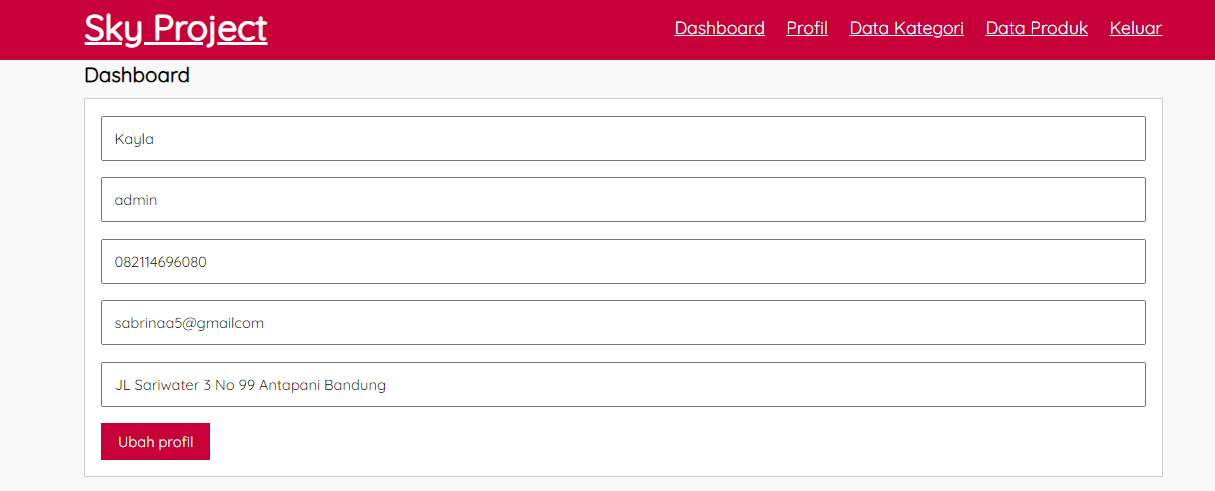 Sky Project
Dashboard Profil Data Kategori Data Produk Keluar
Dashboard
Kayla
admin
082114696080
sabrinaa5@gmailcom
JL Sariwater 3 No 99 Antapani Bandung
Ubah profil